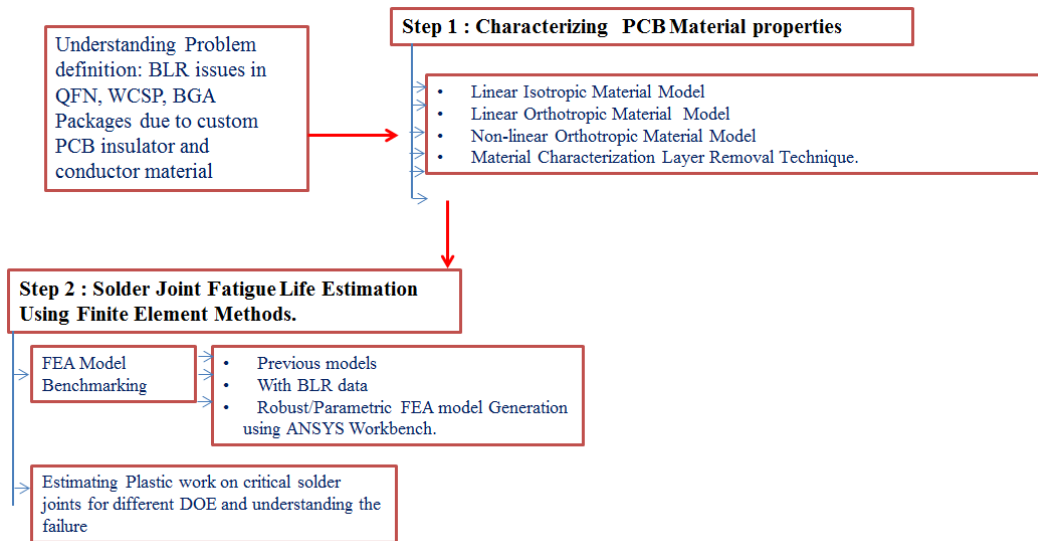 Understanding Problem
definition: BLR issues in
QFN, WCSP, BGA
Packages due to custom
PCB insulator and
conductor material
Step 1 : Characterizing PCB Material properties
• Linear Isotropic Material Model
• Linear Orthotropic Material Model
• Non-linear Orthotropic Material Model
• Material Characterization Layer Removal Technique.
Step 2 : Solder Joint Fatigue Life Estimation
Using Finite Element Methods.
FEA Model
Benchmarking
• Previous models
• With BLR data
• Robust/Parametric FEA model Generation
using ANSYS Workbench.
Estimating Plastic work on critical solder
joints for different DOE and understanding the
failure